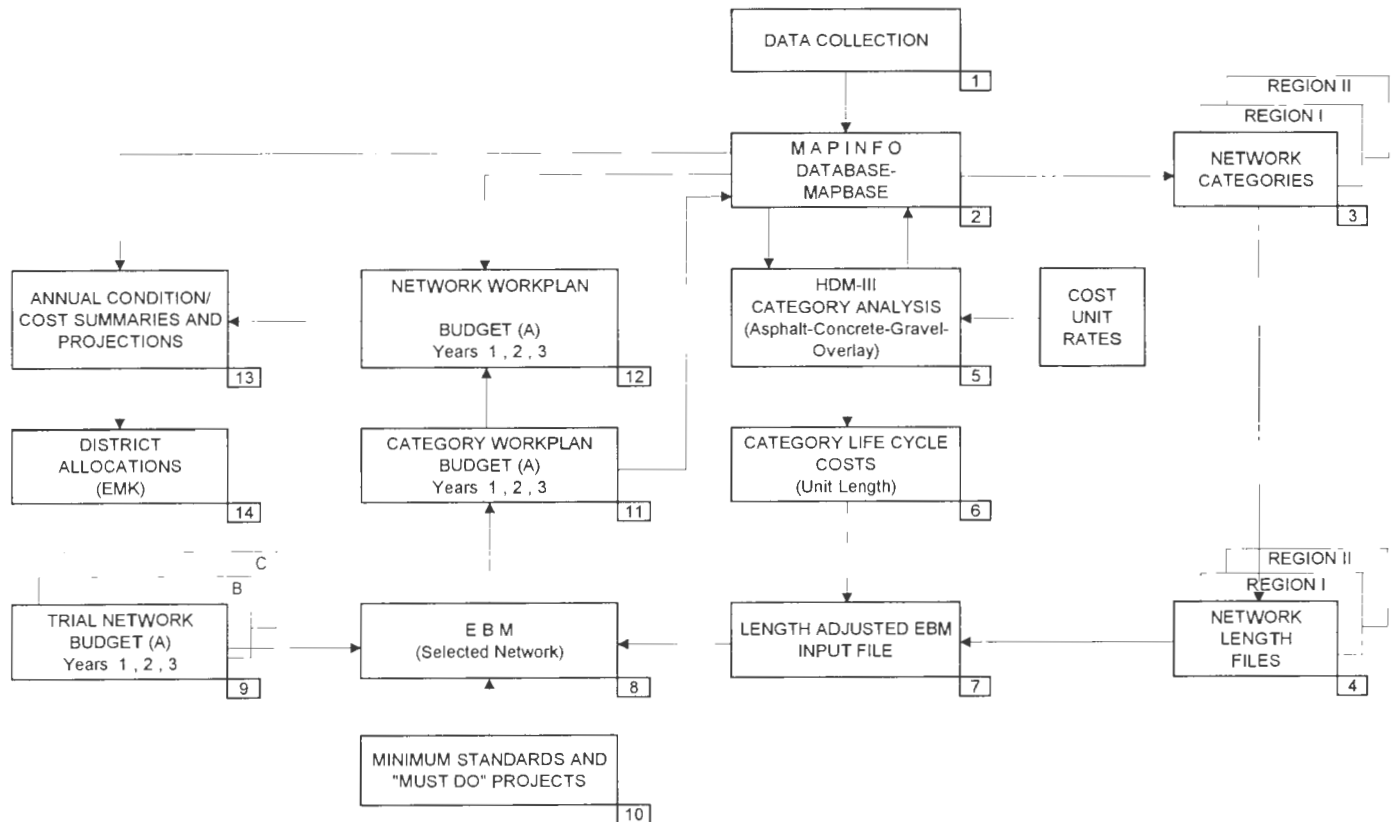 DATA COLLECTION
1
REGION II
REGION I
M A P I N F O
DATABASE-
MAPBASE
2
NETWORK
CATEGORIES
3
ANNUAL CONDITION/
COST SUMMARIES AND
PROJECTIONS
13
NETWORK WORKPLAN
BUDGET (A)
Years 1 , 2 , 3
12
HDM-III
CATEGORY ANALYSIS
(Asphalt-Concrete-Gravel-
Overlay)
5
COST
UNIT
RATES
DISTRICT
ALLOCATIONS
(EMK)
14
CATEGORY WORKPLAN
BUDGET (A)
Years 1 , 2 , 3
11
CATEGORY LIFE CYCLE
COSTS
(Unit Length)
6
C
B
TRIAL NETWORK
BUDGET (A)
Years 1 , 2 , 3
9
E B M
(Selected Network)
8
LENGTH ADJUSTED EBM
INPUT FILE
7
REGION II
REGION I
NETWORK
LENGTH
FILES
4
MINIMUM STANDARDS AND
"MUST DO" PROJECTS
10